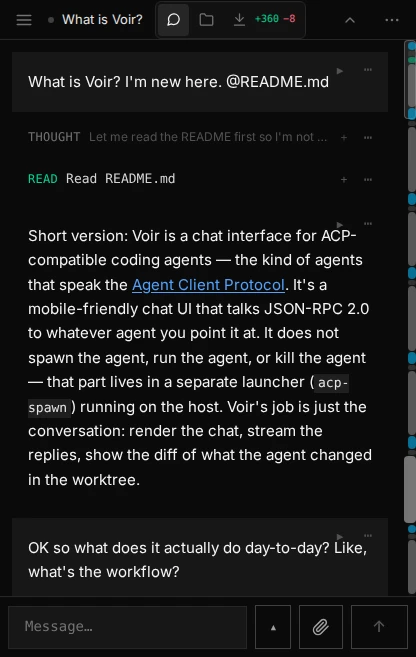 What is Voir?
+360 −8
What is Voir? I'm new here. @README.md
THOUGHT Let me read the README first so I'm not ...
READ Read README.md
Short version: Voir is a chat interface for ACP-
compatible coding agents — the kind of agents
that speak the Agent Client Protocol. It's a
mobile-friendly chat UI that talks JSON-RPC 2.0
to whatever agent you point it at. It does not
spawn the agent, run the agent, or kill the agent
— that part lives in a separate launcher (acp-
spawn) running on the host. Voir's job is just the
conversation: render the chat, stream the
replies, show the diff of what the agent changed
in the worktree.
OK so what does it actually do day-to-day? Like,
what's the workflow?
Message…